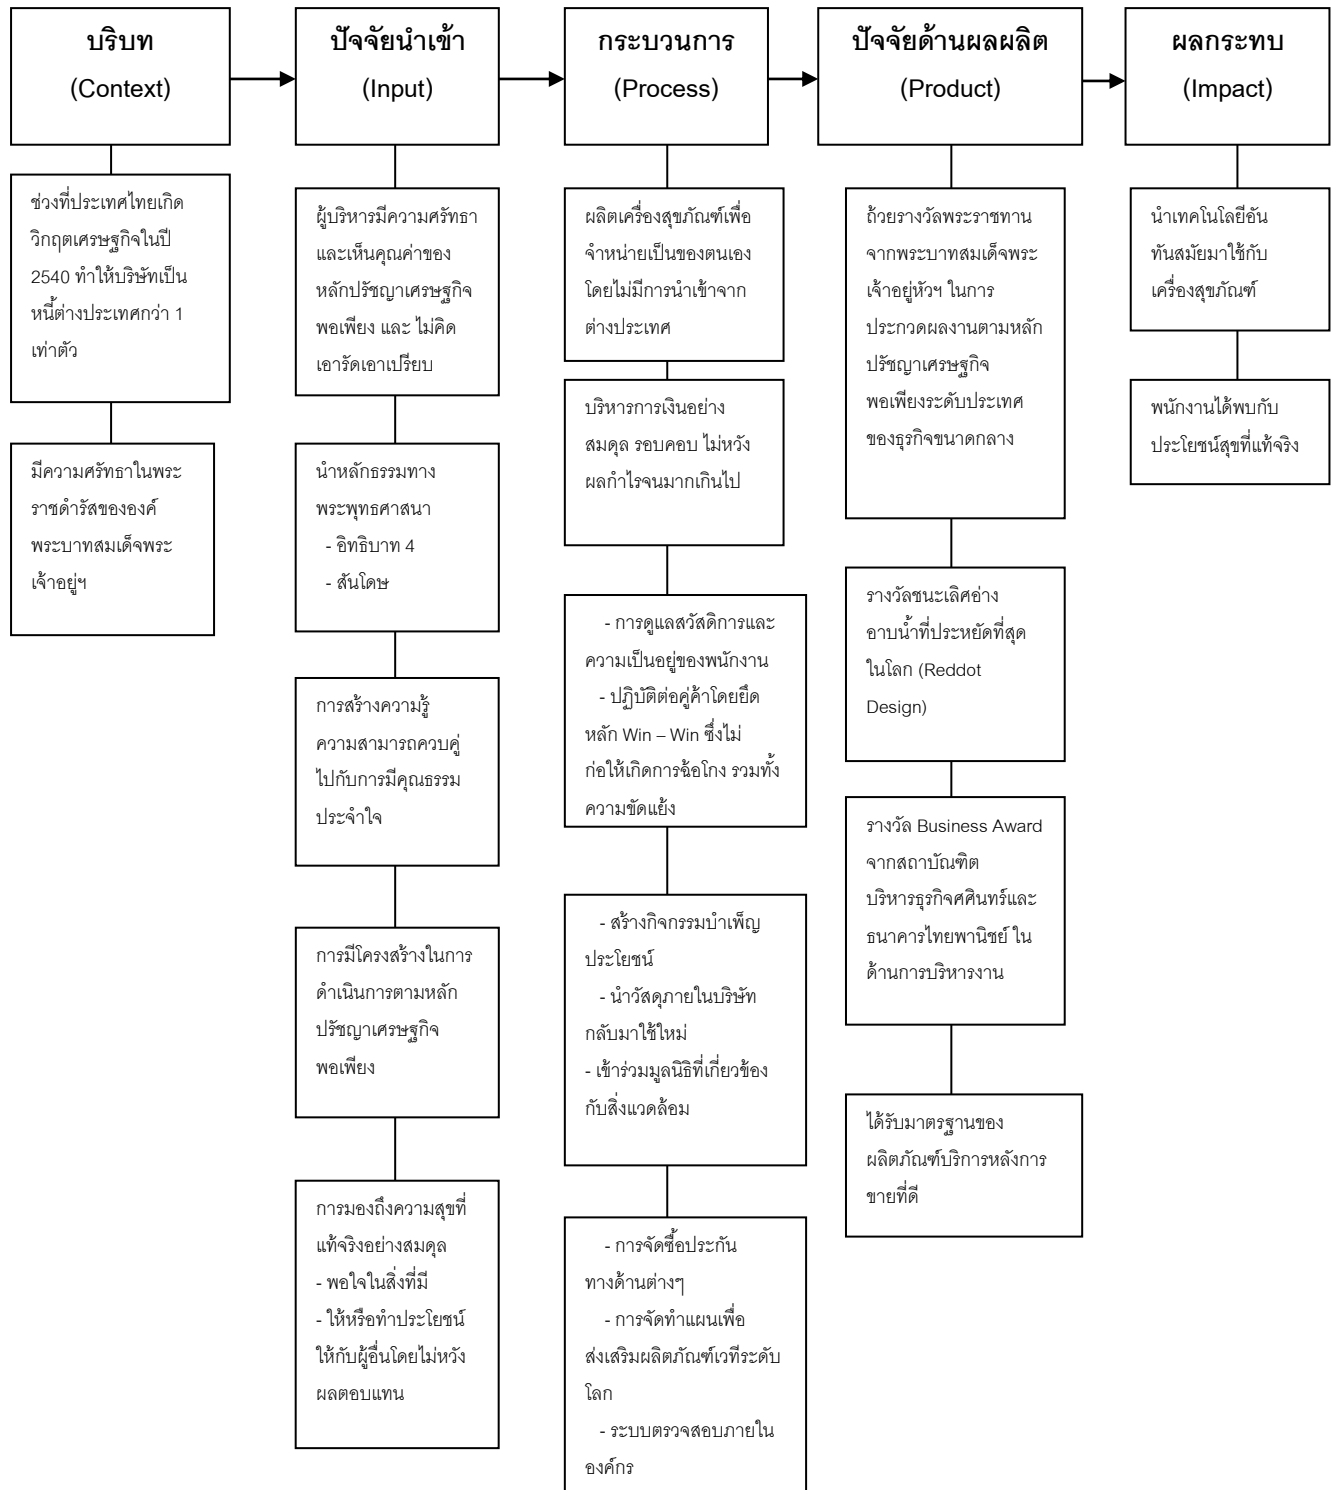 บริบท
(Context)
ช่วงที่ประเทศไทยเกิด
วิกฤตเศรษฐกิจในปี
2540 ทำให้บริษัทเป็น
หนี้ต่างประเทศกว่า 1
เท่าตัว
มีความศรัทธาในพระ
ราชดำรัสขององค์
พระบาทสมเด็จพระ
เจ้าอยู่ฯ
ปัจจัยนำเข้า
(Input)
ผู้บริหารมีความศรัทธา
และเห็นคุณค่าของ
หลักปรัชญาเศรษฐกิจ
พอเพียง และ ไม่คิด
เอารัดเอาเปรียบ
นำหลักธรรมทาง
พระพุทธศาสนา
- อิทธิบาท 4
- สันโดษ
การสร้างความรู้
ความสามารถควบคู่
ไปกับการมีคุณธรรม
ประจำใจ
การมีโครงสร้างในการ
ดำเนินการตามหลัก
ปรัชญาเศรษฐกิจ
พอเพียง
การมองถึงความสุขที่
แท้จริงอย่างสมดุล
- พอใจในสิ่งที่มี
- ให้หรือทำประโยชน์
ให้กับผู้อื่นโดยไม่หวัง
ผลตอบแทน
กระบวนการ
(Process)
ผลิตเครื่องสุขภัณฑ์เพื่อ
จำหน่ายเป็นของตนเอง
โดยไม่มีการนำเข้าจาก
ต่างประเทศ
บริหารการเงินอย่าง
สมดุล รอบคอบ ไม่หวัง
ผลกำไรจนมากเกินไป
- การดูแลสวัสดิการและ
ความเป็นอยู่ของพนักงาน
- ปฏิบัติต่อคู่ค้าโดยยึด
หลัก Win – Win ซึ่งไม่
ก่อให้เกิดการฉ้อโกง รวมทั้ง
ความขัดแย้ง
- สร้างกิจกรรมบำเพ็ญ
ประโยชน์
- นำวัสดุภายในบริษัท
กลับมาใช้ใหม่
- เข้าร่วมมูลนิธิที่เกี่ยวข้อง
กับสิ่งแวดล้อม
- การจัดซื้อประกัน
ทางด้านต่างๆ
- การจัดทำแผนเพื่อ
ส่งเสริมผลิตภัณฑ์เวทีระดับ
โลก
- ระบบตรวจสอบภายใน
องค์กร
ปัจจัยด้านผลผลิต
(Product)
ถ้วยรางวัลพระราชทาน
จากพระบาทสมเด็จพระ
เจ้าอยู่หัวฯ ในการ
ประกวดผลงานตามหลัก
ปรัชญาเศรษฐกิจ
พอเพียงระดับประเทศ
ของธุรกิจขนาดกลาง
รางวัลชนะเลิศอ่าง
อาบน้ำที่ประหยัดที่สุด
ในโลก (Reddot
Design)
รางวัล Business Award
จากสถาบัณฑิต
บริหารธุรกิจศศินทร์และ
ธนาคารไทยพานิชย์ ใน
ด้านการบริหารงาน
ได้รับมาตรฐานของ
ผลิตภัณฑ์บริการหลังการ
ขายที่ดี
ผลกระทบ
(Impact)
นำเทคโนโลยีอัน
ทันสมัยมาใช้กับ
เครื่องสุขภัณฑ์
พนักงานได้พบกับ
ประโยชน์สุขที่แท้จริง